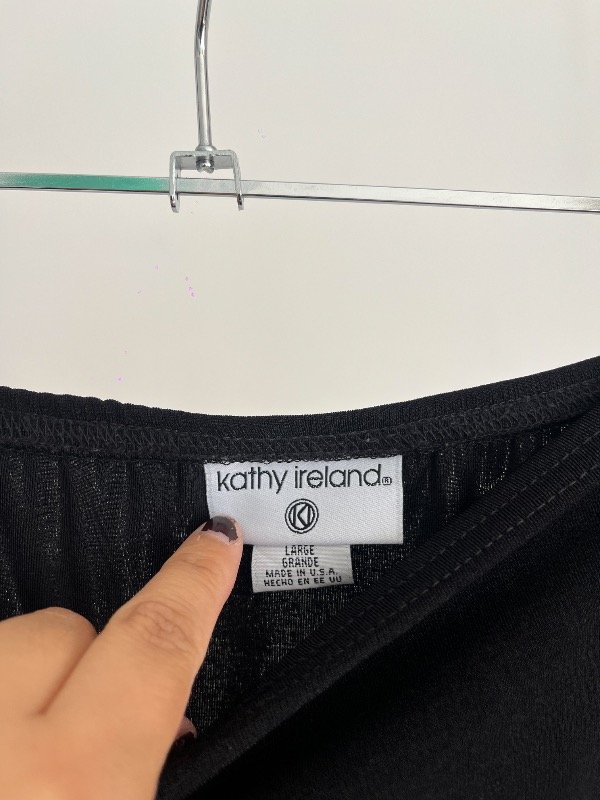 kathy ireland®
KI
LARGE
GRANDE
MADE IN U.S.A.
HECHO EN EE UU